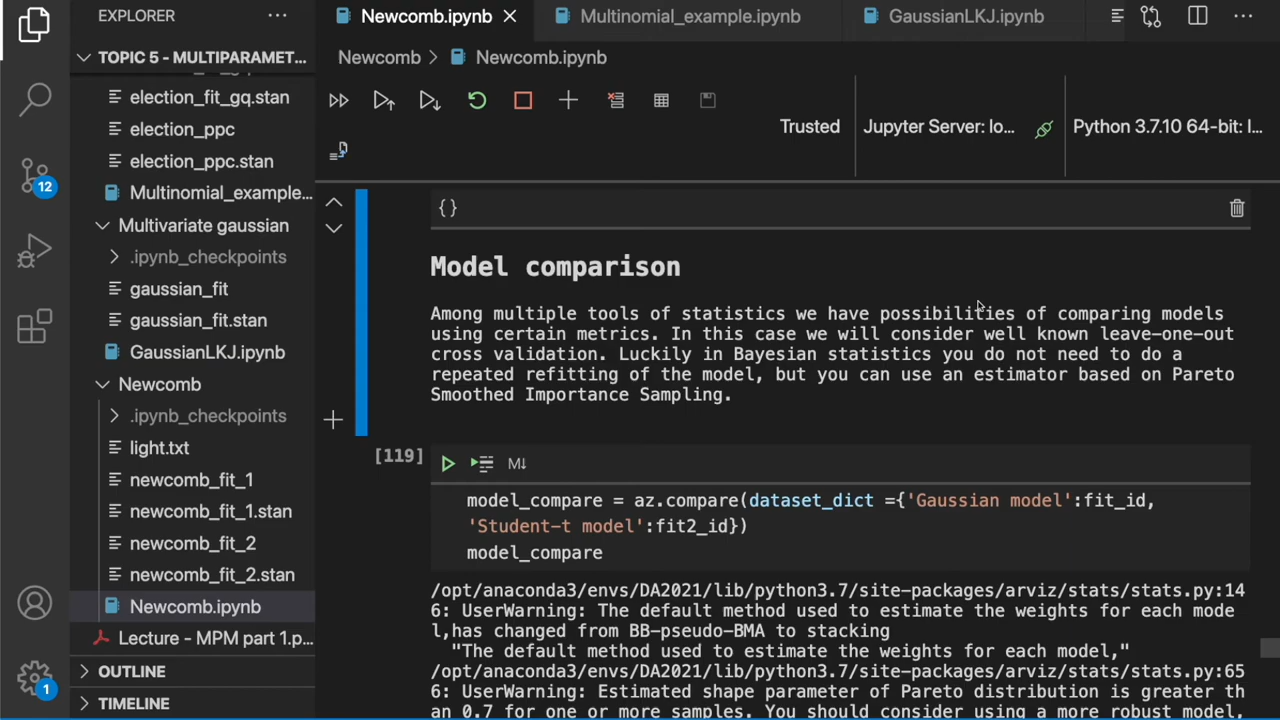 EXPLORER
Newcomb.ipynb
Multinomial_example.ipynb
GaussianLKJ.ipynb
TOPIC 5 - MULTIPARAMET...
Newcomb > Newcomb.ipynb
election_fit_gq.stan
election_ppc
election_ppc.stan
Multinomial_example...
Multivariate gaussian
.ipynb_checkpoints
gaussian_fit
gaussian_fit.stan
GaussianLKJ.ipynb
Newcomb
.ipynb_checkpoints
light.txt
newcomb_fit_1
newcomb_fit_1.stan
newcomb_fit_2
newcomb_fit_2.stan
Newcomb.ipynb
Lecture - MPM part 1.p...
OUTLINE
TIMELINE
12
1
Trusted
Jupyter Server: lo...
Python 3.7.10 64-bit: I...
{}
Model comparison
Among multiple tools of statistics we have possibilities of comparing models
using certain metrics. In this case we will consider well known leave-one-out
cross validation. Luckily in Bayesian statistics you do not need to do a
repeated refitting of the model, but you can use an estimator based on Pareto
Smoothed Importance Sampling.
[119]
M↓
model_compare = az.compare(dataset_dict ={'Gaussian model':fit_id,
'Student-t model':fit2_id})
model_compare
/opt/anaconda3/envs/DA2021/lib/python3.7/site-packages/arviz/stats/stats.py:14
6: UserWarning: The default method used to estimate the weights for each mode
l,has changed from BB-pseudo-BMA to stacking
"The default method used to estimate the weights for each model,"
/opt/anaconda3/envs/DA2021/lib/python3.7/site-packages/arviz/stats/stats.py:65
6: UserWarning: Estimated shape parameter of Pareto distribution is greater th
an 0.7 for one or more samples. You should consider using a more robust model,